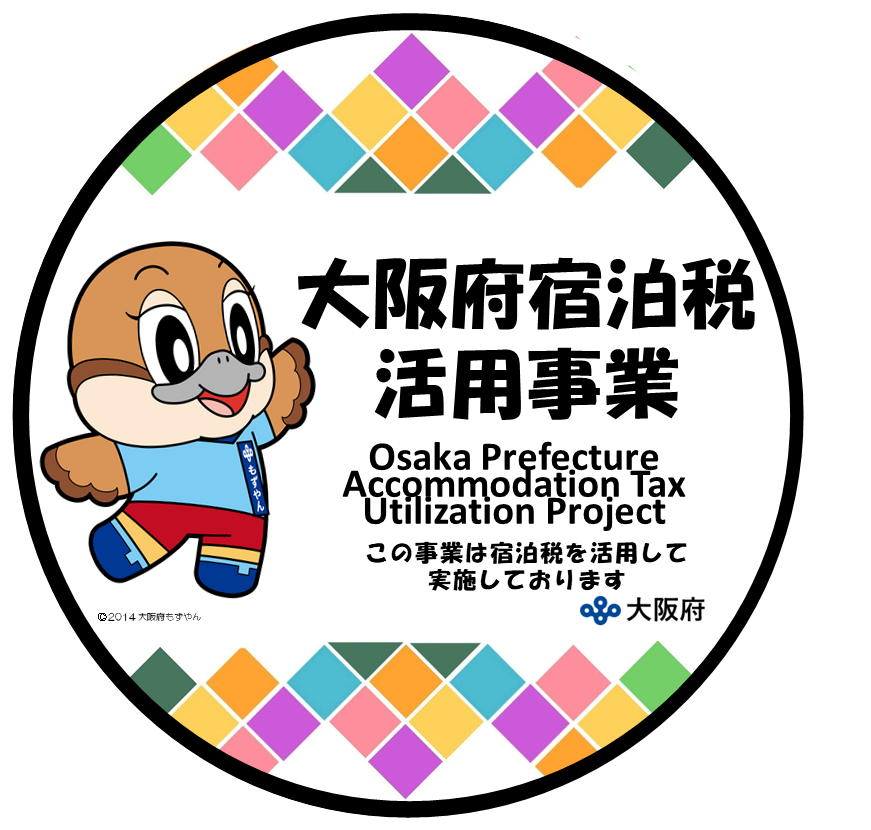 大阪府宿泊税
活用事業
Osaka Prefecture
Accommodation Tax
Utilization Project
この事業は宿泊税を活用して
実施しております
大阪府
もずやん
©2014 大阪府もずやん